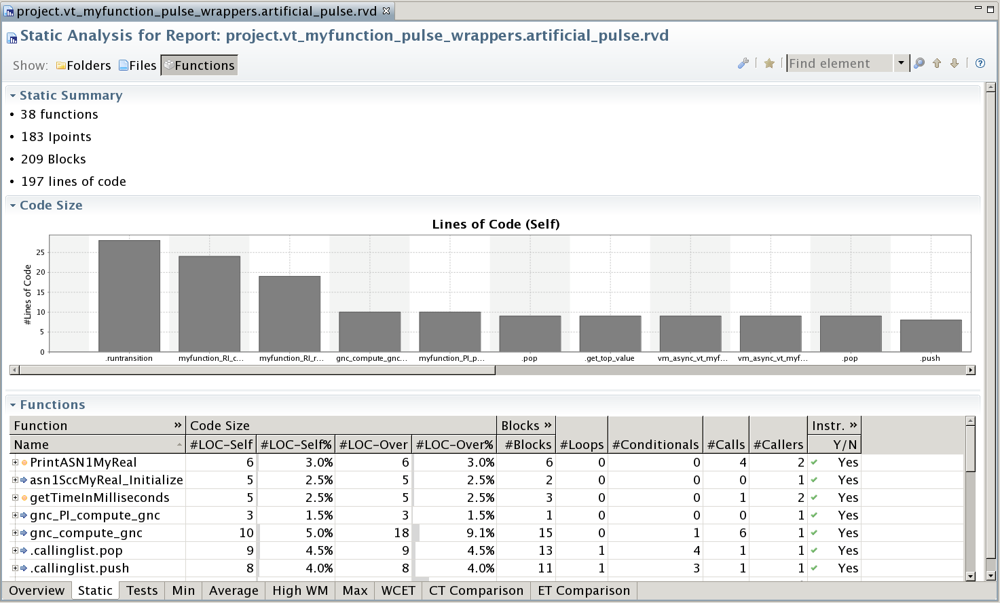 project.vt_myfunction_pulse_wrappers.artificial_pulse.rvd
Static Analysis for Report: project.vt_myfunction_pulse_wrappers.artificial_pulse.rvd
Show: Folders Files Functions Find element
Static Summary
• 38 functions
• 183 Ipoints
• 209 Blocks
• 197 lines of code
Code Size
Lines of Code (Self)
#Lines of Code
25
20
15
10
5
0
.runtransition myfunction_RI_c... myfunction_RI_r... gnc_compute_gnc... myfunction_PI_p... .pop .get_top_value vm_async_vt_myf... vm_async_vt_myf... .pop .push
Functions
Function » Code Size Blocks » Instr. »
Name #LOC-Self #LOC-Self% #LOC-Over #LOC-Over% #Blocks #Loops #Conditionals #Calls #Callers Y/N
PrintASN1MyReal 6 3.0% 6 3.0% 6 0 0 4 2 Yes
asn1SccMyReal_Initialize 5 2.5% 5 2.5% 2 0 0 0 1 Yes
getTimeInMilliseconds 5 2.5% 5 2.5% 3 0 0 1 2 Yes
gnc_PI_compute_gnc 3 1.5% 3 1.5% 1 0 0 0 1 Yes
gnc_compute_gnc 10 5.0% 18 9.1% 15 0 1 6 1 Yes
.callinglist.pop 9 4.5% 9 4.5% 13 1 4 1 1 Yes
.callinglist.push 8 4.0% 8 4.0% 11 1 3 1 1 Yes
Overview Static Tests Min Average High WM Max WCET CT Comparison ET Comparison